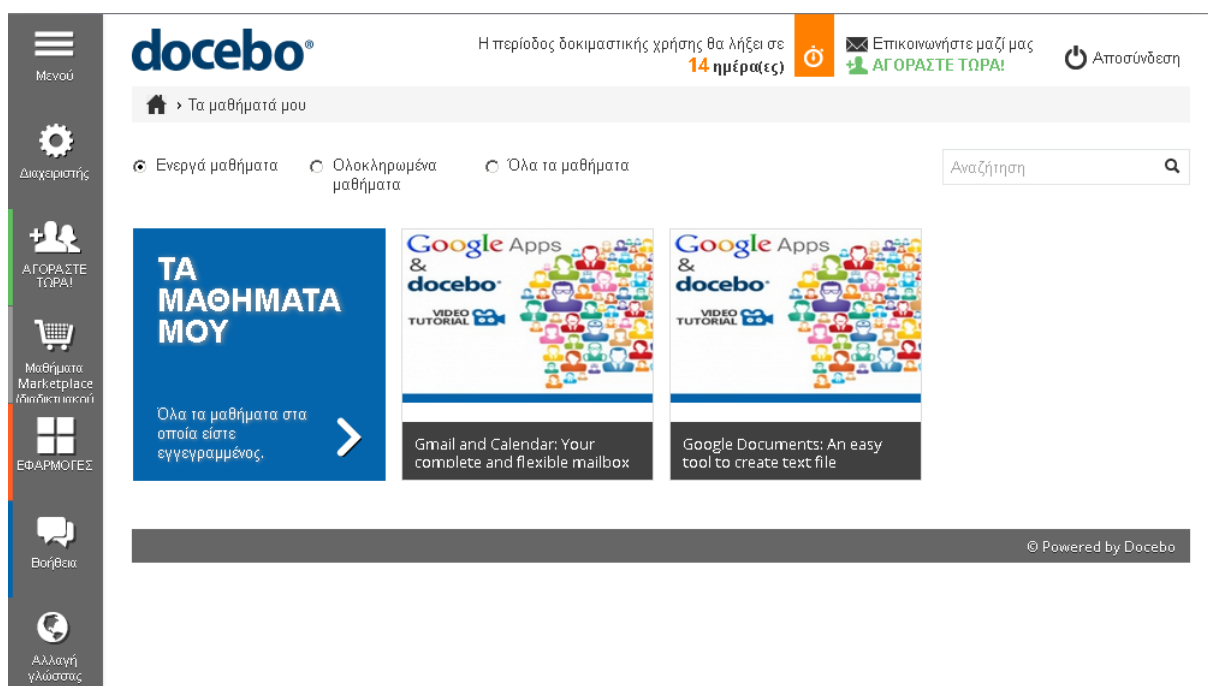 Μενού
Διαχειριστής
ΑΓΟΡΑΣΤΕ
ΤΩΡΑ!
Μαθήματα
Marketplace
(διαδικτυακού
ΕΦΑΡΜΟΓΕΣ
Βοήθεια
Αλλαγή
γλώσσας
docebo®
Η περίοδος δοκιμαστικής χρήσης θα λήξει σε
14 ημέρα(ες)
Επικοινωνήστε μαζί μας
ΑΓΟΡΑΣΤΕ ΤΩΡΑ!
Αποσύνδεση
Τα μαθήματά μου
Ενεργά μαθήματα
Ολοκληρωμένα
μαθήματα
Όλα τα μαθήματα
Αναζήτηση
ΤΑ
ΜΑΘΗΜΑΤΑ
ΜΟΥ
Όλα τα μαθήματα στα
οποία είστε
εγγεγραμμένος.
Google Apps
&
docebo
VIDEO
TUTORIAL
Gmail and Calendar: Your
complete and flexible mailbox
Google Apps
&
docebo
VIDEO
TUTORIAL
Google Documents: An easy
tool to create text file
© Powered by Docebo